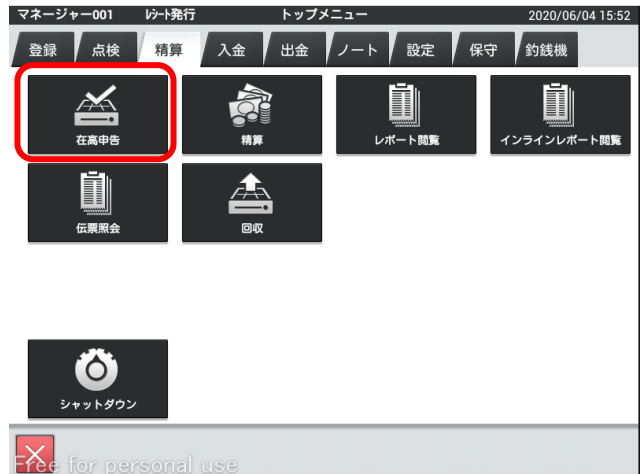 マネージャー001 ﾚｼｰﾄ発行 トップメニュー 2020/06/04 15:52
登録 点検 精算 入金 出金 ノート 設定 保守 釣銭機
在高申告 精算 レポート閲覧 インラインレポート閲覧
伝票照会 回収
シャットダウン
Free for personal use